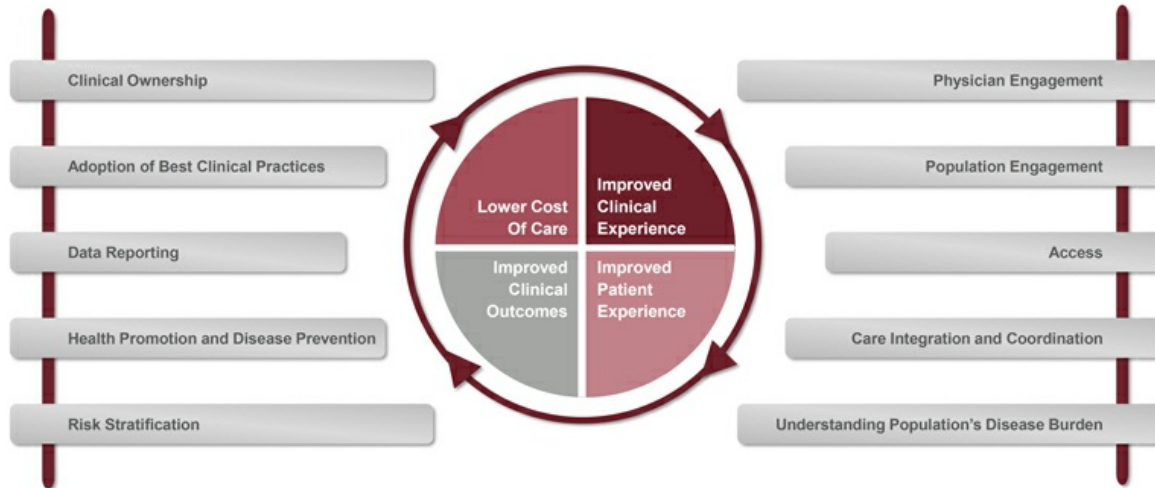 Clinical Ownership
Adoption of Best Clinical Practices
Data Reporting
Health Promotion and Disease Prevention
Risk Stratification
Lower Cost
Of Care
Improved
Clinical
Experience
Improved
Clinical
Outcomes
Improved
Patient
Experience
Physician Engagement
Population Engagement
Access
Care Integration and Coordination
Understanding Population's Disease Burden